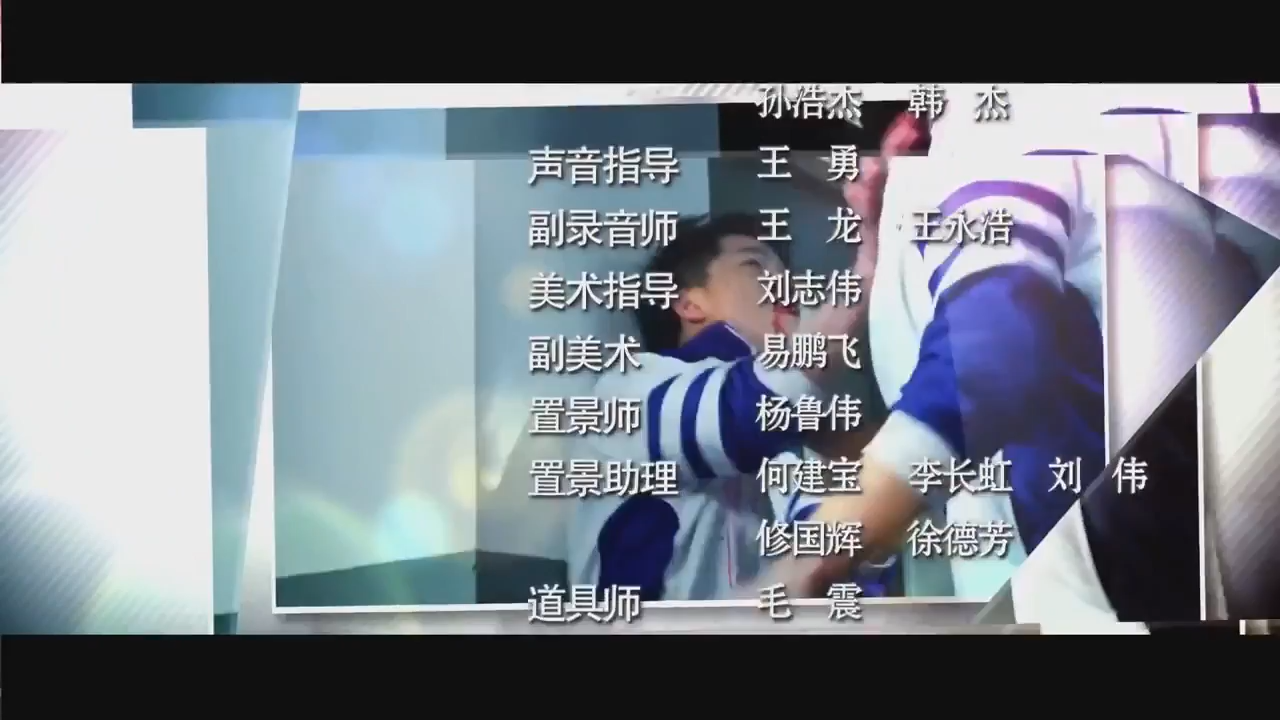 孙浩杰 韩 杰
声音指导 王 勇
副录音师 王 龙 王永浩
美术指导 刘志伟
副美术 易鹏飞
置景师 杨鲁伟
置景助理 何建宝 李长虹 刘 伟
修国辉 徐德芳
道具师 毛 震